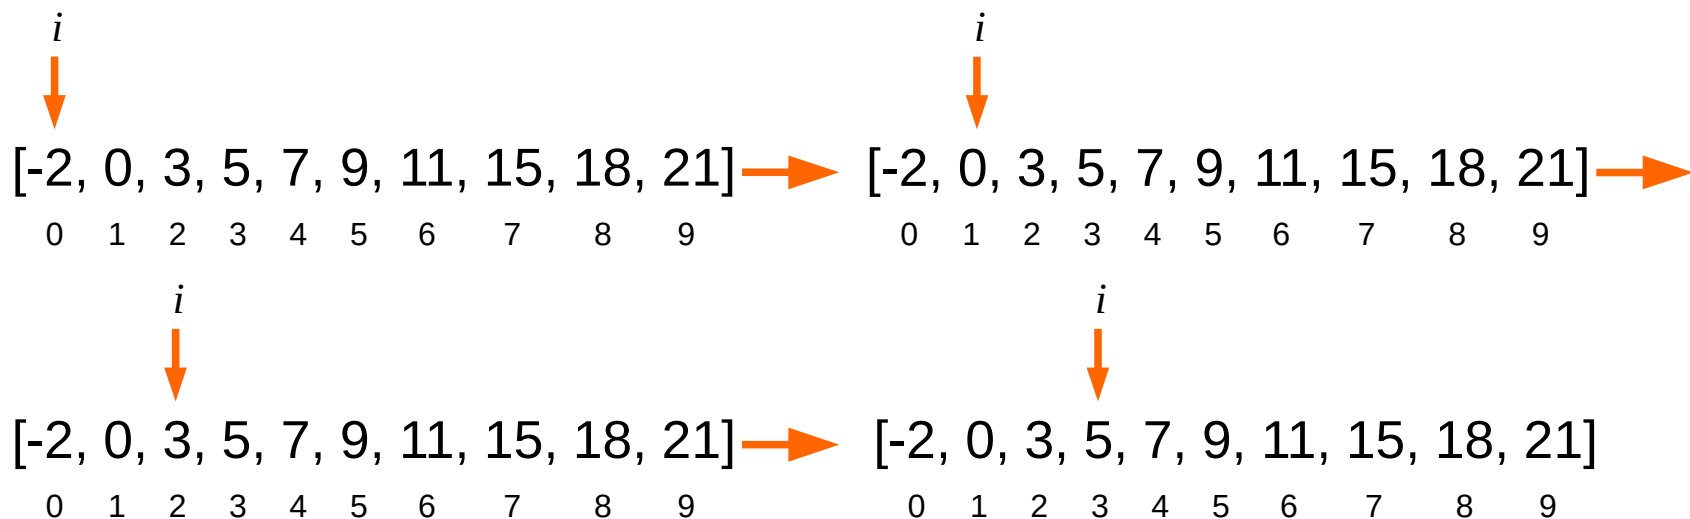 i i
[-2, 0, 3, 5, 7, 9, 11, 15, 18, 21] [-2, 0, 3, 5, 7, 9, 11, 15, 18, 21]
0 1 2 3 4 5 6 7 8 9 0 1 2 3 4 5 6 7 8 9
i i
[-2, 0, 3, 5, 7, 9, 11, 15, 18, 21] [-2, 0, 3, 5, 7, 9, 11, 15, 18, 21]
0 1 2 3 4 5 6 7 8 9 0 1 2 3 4 5 6 7 8 9